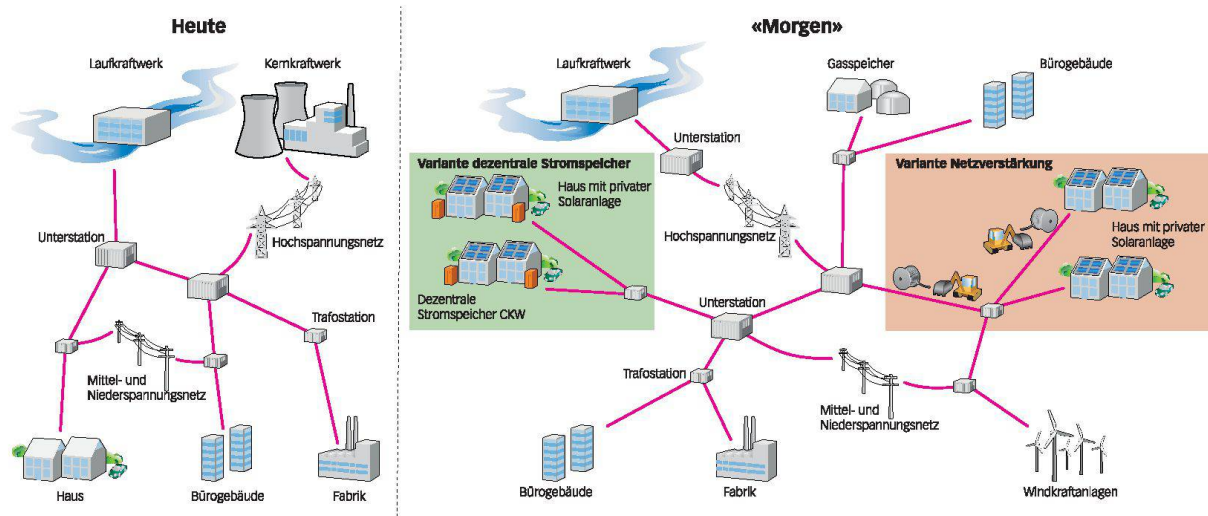 Heute
Laufkraftwerk
Kernkraftwerk
Unterstation
Hochspannungsnetz
Trafostation
Mittel- und
Niederspannungsnetz
Haus
Bürogebäude
Fabrik
«Morgen»
Laufkraftwerk
Gasspeicher
Bürogebäude
Unterstation
Variante dezentrale Stromspeicher
Haus mit privater
Solaranlage
Dezentrale
Stromspeicher CKW
Hochspannungsnetz
Variante Netzverstärkung
Haus mit privater
Solaranlage
Unterstation
Trafostation
Mittel- und
Niederspannungsnetz
Bürogebäude
Fabrik
Windkraftanlagen